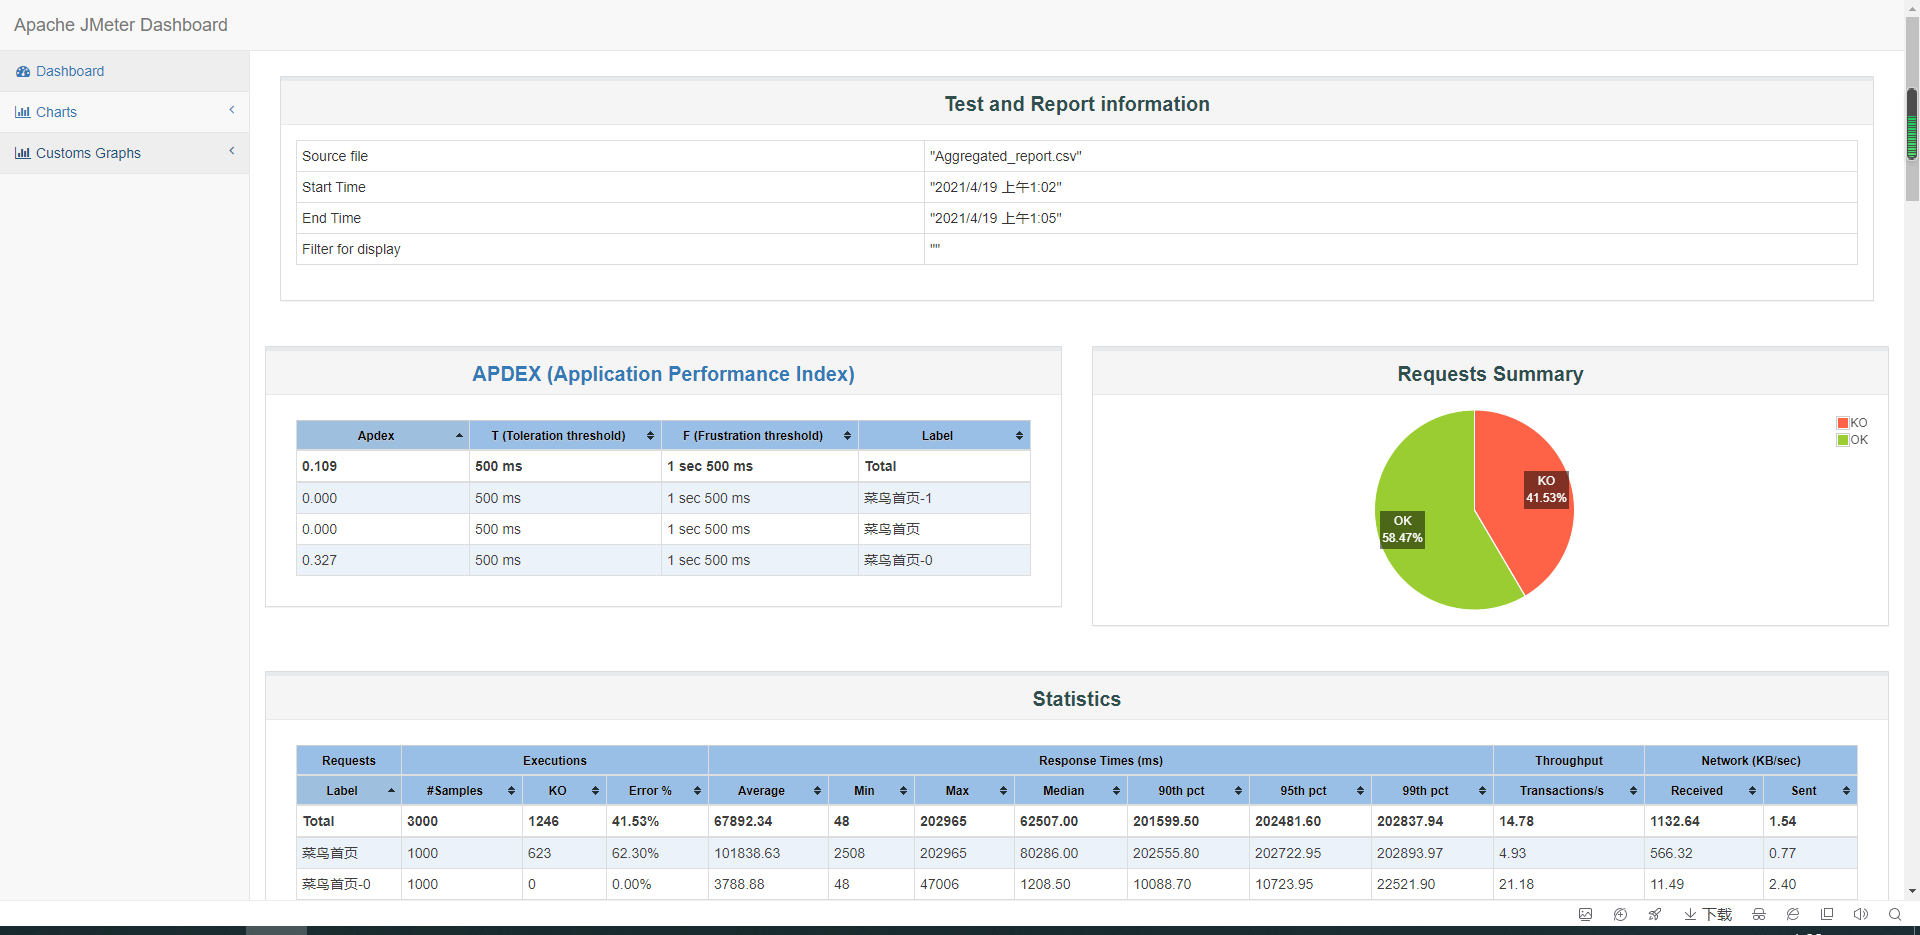 Apache JMeter Dashboard
Dashboard
Charts
Customs Graphs
Test and Report information
Source file "Aggregated_report.csv"
Start Time "2021/4/19 上午1:02"
End Time "2021/4/19 上午1:05"
Filter for display ""
APDEX (Application Performance Index)
Apdex T (Toleration threshold) F (Frustration threshold) Label
0.109 500 ms 1 sec 500 ms Total
0.000 500 ms 1 sec 500 ms 菜鸟首页-1
0.000 500 ms 1 sec 500 ms 菜鸟首页
0.327 500 ms 1 sec 500 ms 菜鸟首页-0
Requests Summary
KO
OK
KO
41.53%
OK
58.47%
Statistics
Requests Executions Response Times (ms) Throughput Network (KB/sec)
Label #Samples KO Error % Average Min Max Median 90th pct 95th pct 99th pct Transactions/s Received Sent
Total 3000 1246 41.53% 67892.34 48 202965 62507.00 201599.50 202481.60 202837.94 14.78 1132.64 1.54
菜鸟首页 1000 623 62.30% 101838.63 2508 202965 80286.00 202555.80 202722.95 202893.97 4.93 566.32 0.77
菜鸟首页-0 1000 0 0.00% 3788.88 48 47006 1208.50 10088.70 10723.95 22521.90 21.18 11.49 2.40
下载